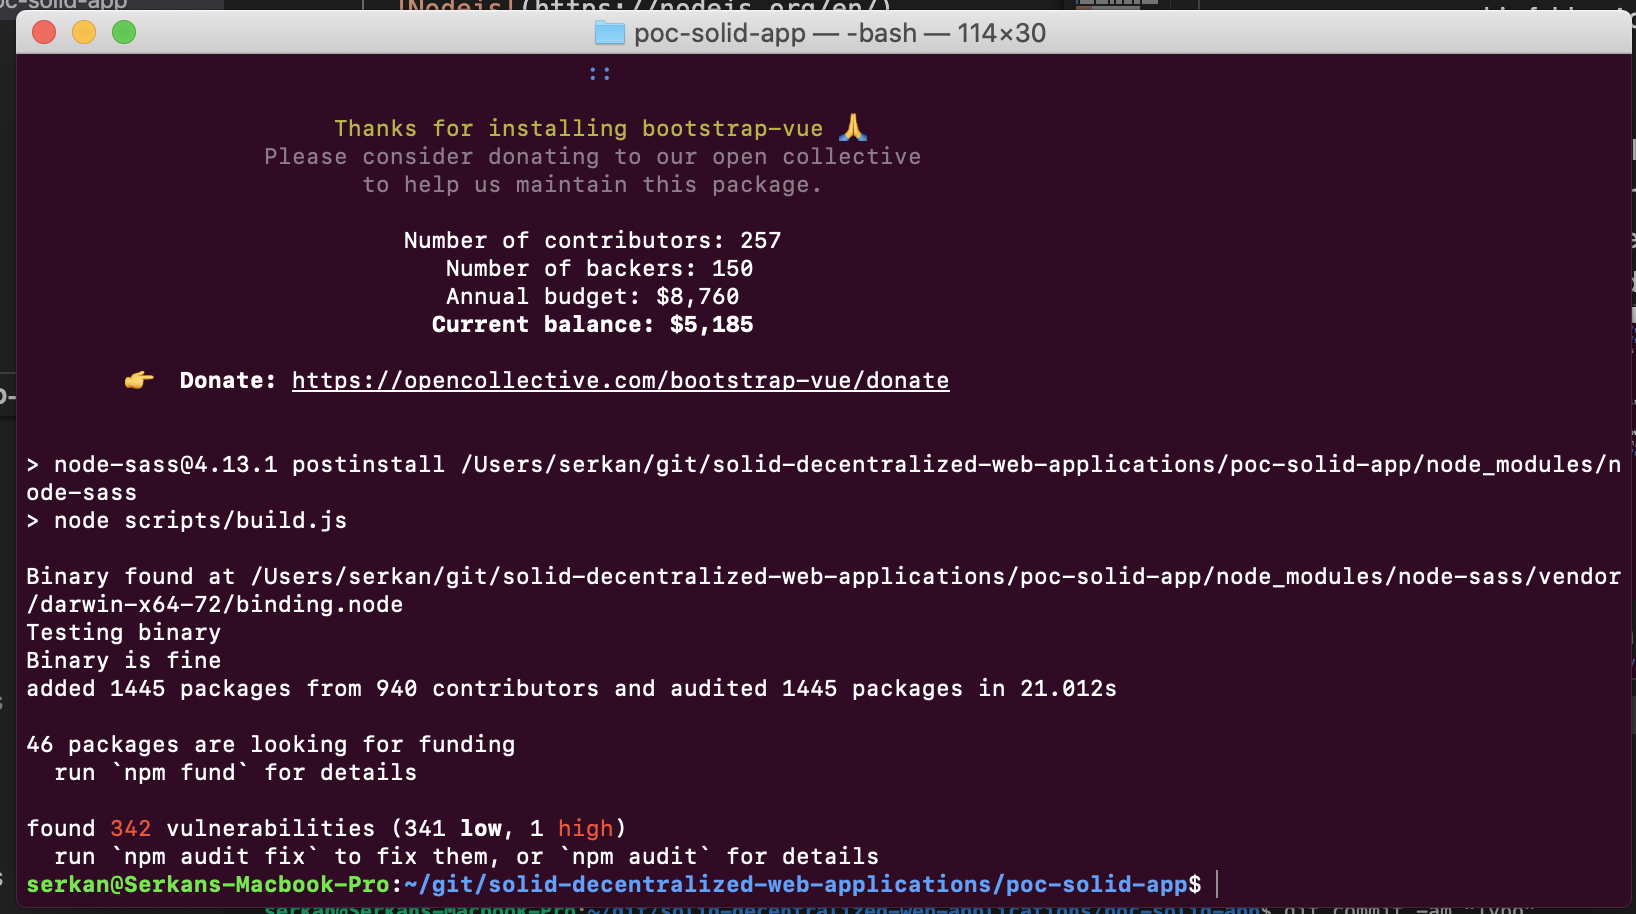 poc-solid-app — -bash — 114×30
::
Thanks for installing bootstrap-vue 🙏
Please consider donating to our open collective
to help us maintain this package.
Number of contributors: 257
Number of backers: 150
Annual budget: $8,760
Current balance: $5,185
👉 Donate: https://opencollective.com/bootstrap-vue/donate
> node-sass@4.13.1 postinstall /Users/serkan/git/solid-decentralized-web-applications/poc-solid-app/node_modules/n
ode-sass
> node scripts/build.js
Binary found at /Users/serkan/git/solid-decentralized-web-applications/poc-solid-app/node_modules/node-sass/vendor
/darwin-x64-72/binding.node
Testing binary
Binary is fine
added 1445 packages from 940 contributors and audited 1445 packages in 21.012s
46 packages are looking for funding
run `npm fund` for details
found 342 vulnerabilities (341 low, 1 high)
run `npm audit fix` to fix them, or `npm audit` for details
serkan@Serkans-Macbook-Pro:~/git/solid-decentralized-web-applications/poc-solid-app$